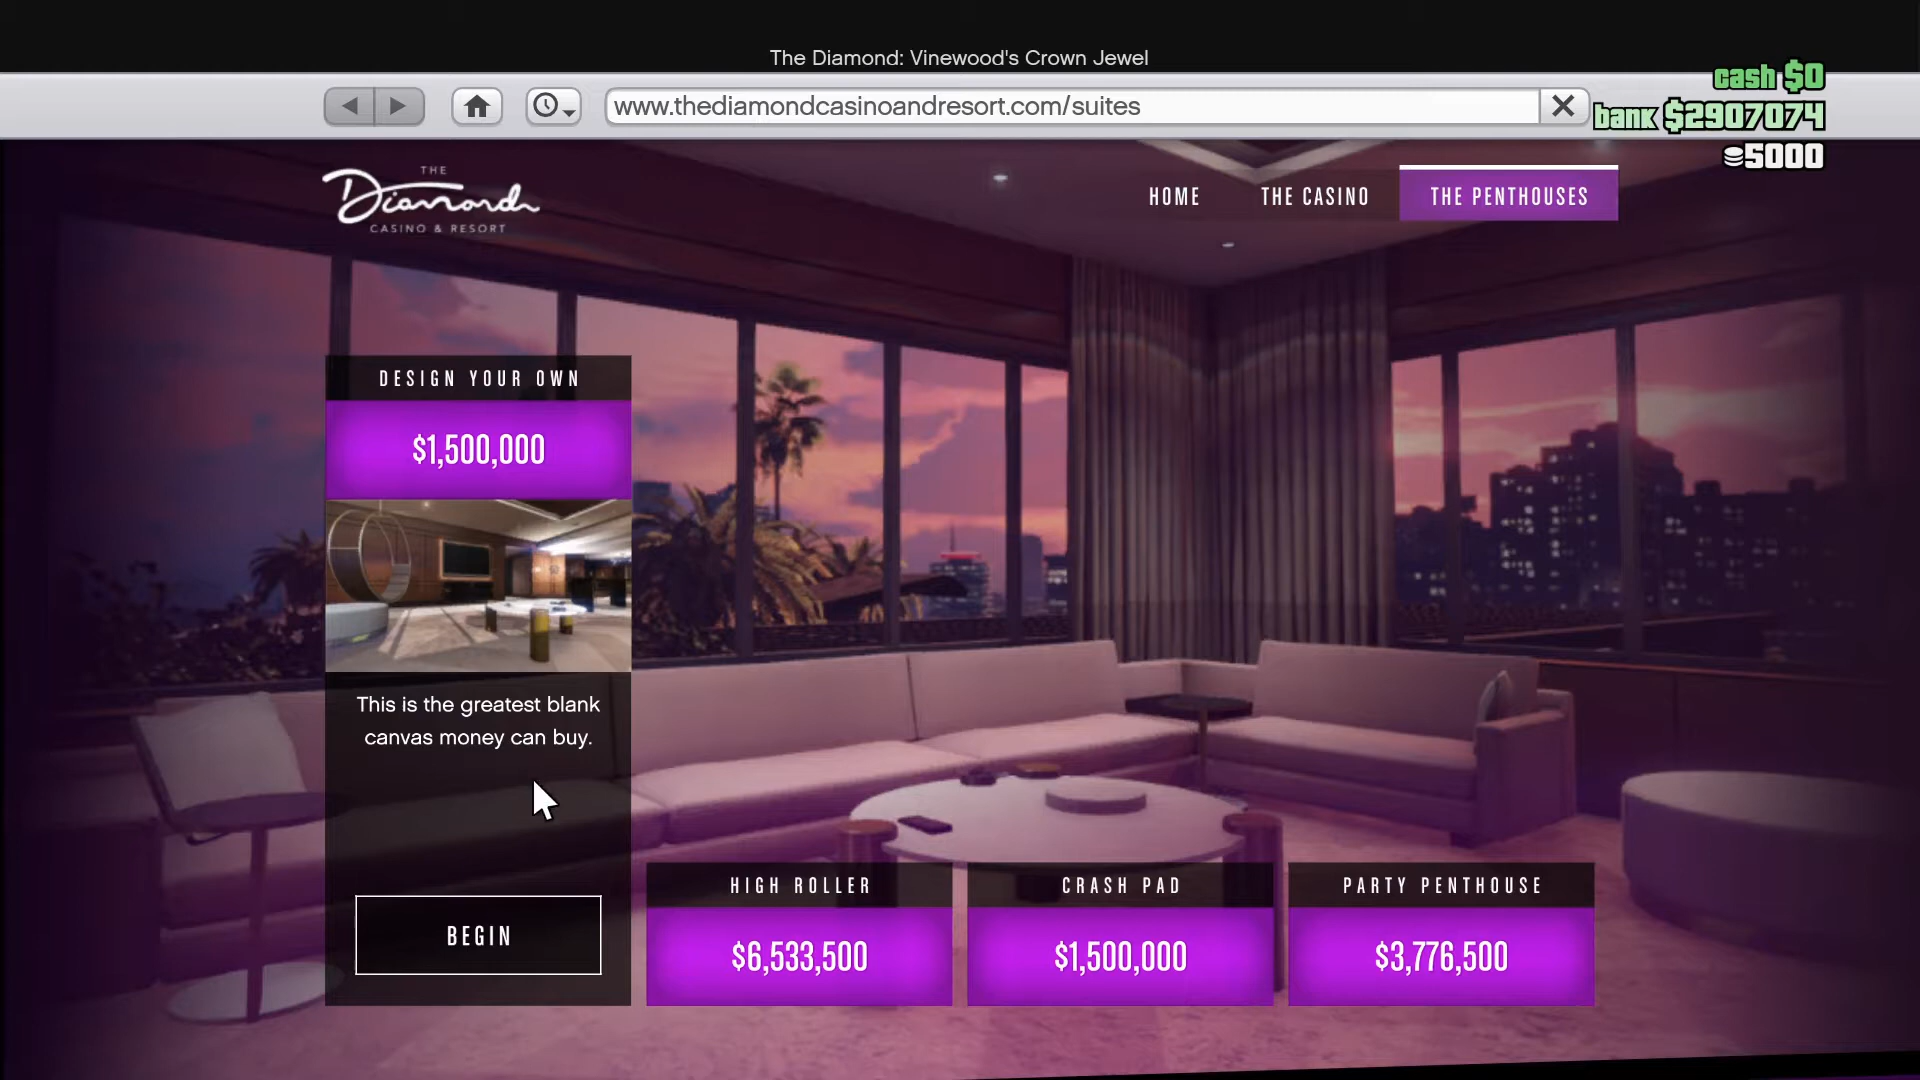 The Diamond: Vinewood's Crown Jewel
cash $0
www.thediamondcasinoandresort.com/suites
bank $2907074
5000
THE
Diamond
CASINO & RESORT
HOME
THE CASINO
THE PENTHOUSES
DESIGN YOUR OWN
$1,500,000
This is the greatest blank
canvas money can buy.
BEGIN
HIGH ROLLER
$6,533,500
CRASH PAD
$1,500,000
PARTY PENTHOUSE
$3,776,500